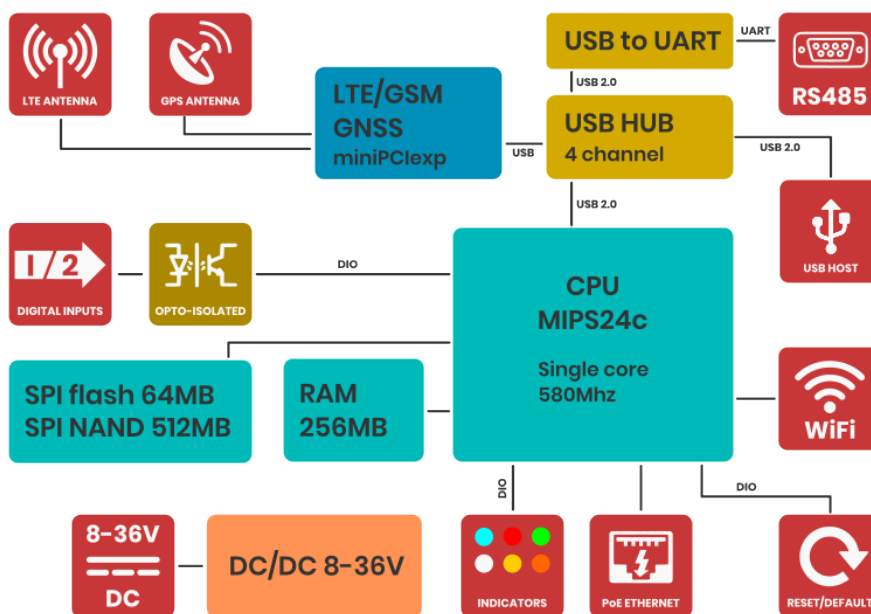 LTE ANTENNA
GPS ANTENNA
LTE/GSM
GNSS
miniPCIexp
USB
USB to UART
UART
RS485
USB 2.0
USB HUB
4 channel
USB 2.0
USB 2.0
USB HOST
1/2
DIGITAL INPUTS
OPTO-ISOLATED
DIO
CPU
MIPS24c
Single core
580Mhz
SPI flash 64MB
SPI NAND 512MB
RAM
256MB
WiFi
DIO
DIO
8-36V
DC
DC/DC 8-36V
INDICATORS
PoE ETHERNET
RESET/DEFAULT